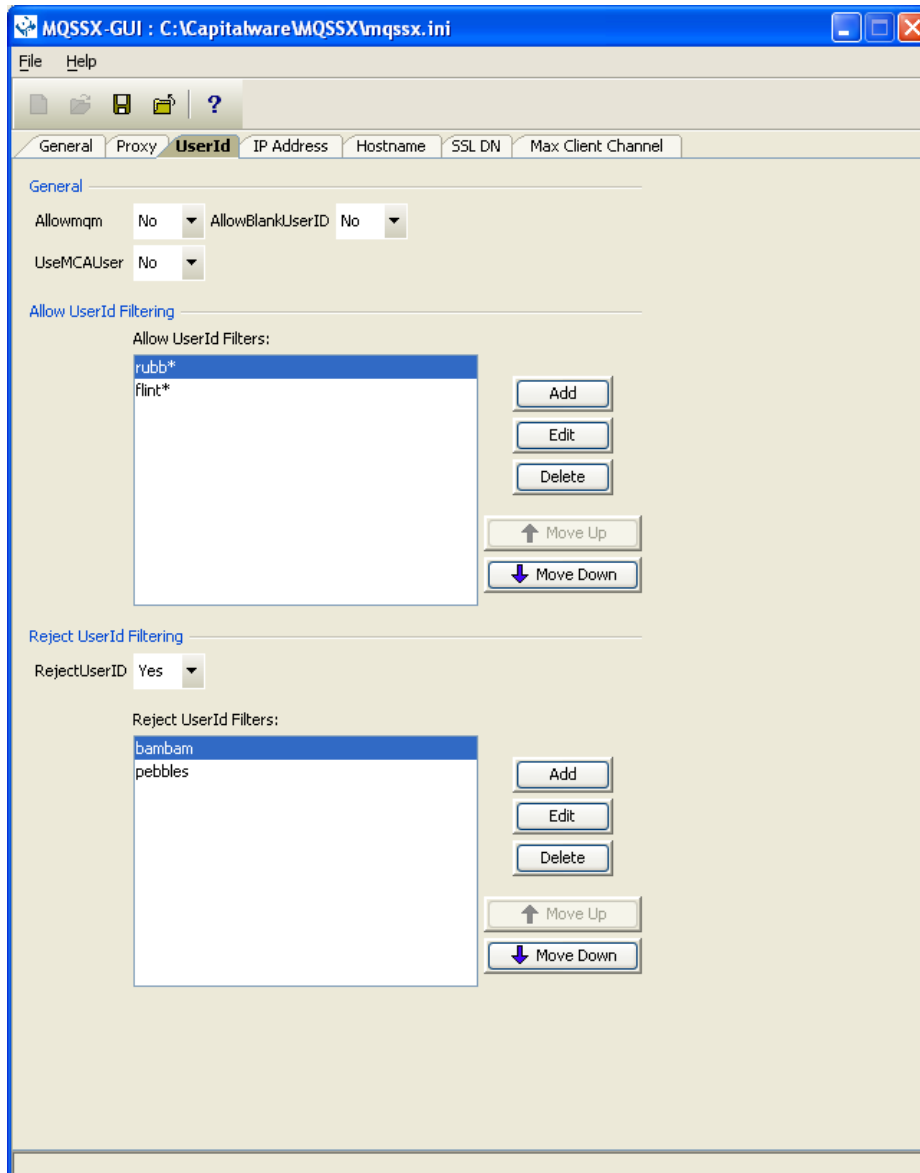 MQSSX-GUI : C:\Capitalware\MQSSX\mqssx.ini
File Help
?
General Proxy UserId IP Address Hostname SSL DN Max Client Channel
General
Allowmqm No AllowBlankUserID No
UseMCAUser No
Allow UserId Filtering
Allow UserId Filters:
rubb*
flint*
Add
Edit
Delete
Move Up
Move Down
Reject UserId Filtering
RejectUserID Yes
Reject UserId Filters:
bambam
pebbles
Add
Edit
Delete
Move Up
Move Down